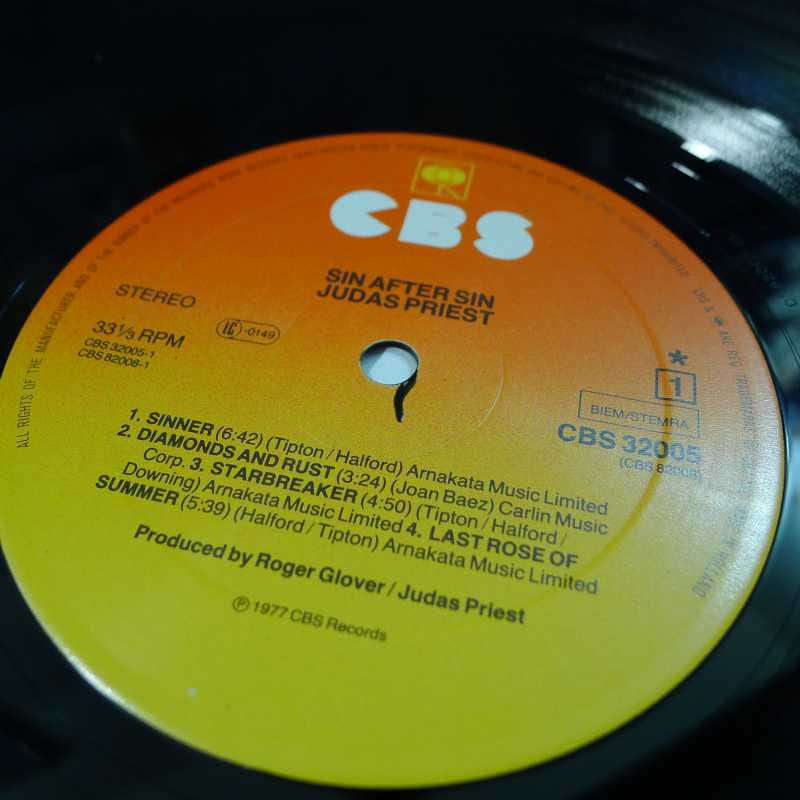 CBS
SIN AFTER SIN
JUDAS PRIEST
STEREO
33⅓ RPM
CBS 32005-1
CBS 82008-1
LC-0149
*
1
BIEM/STEMRA
CBS 32005
(CBS 82008)
1. SINNER (6:42) (Tipton / Halford) Arnakata Music Limited
2. DIAMONDS AND RUST (3:24) (Joan Baez) Carlin Music
Corp. 3. STARBREAKER (4:50) (Tipton / Halford /
Downing) Arnakata Music Limited 4. LAST ROSE OF
SUMMER (5:39) (Halford / Tipton) Arnakata Music Limited
Produced by Roger Glover / Judas Priest
℗ 1977 CBS Records
ALL RIGHTS OF THE MANUFACTURER AND OF THE OWNER OF THE